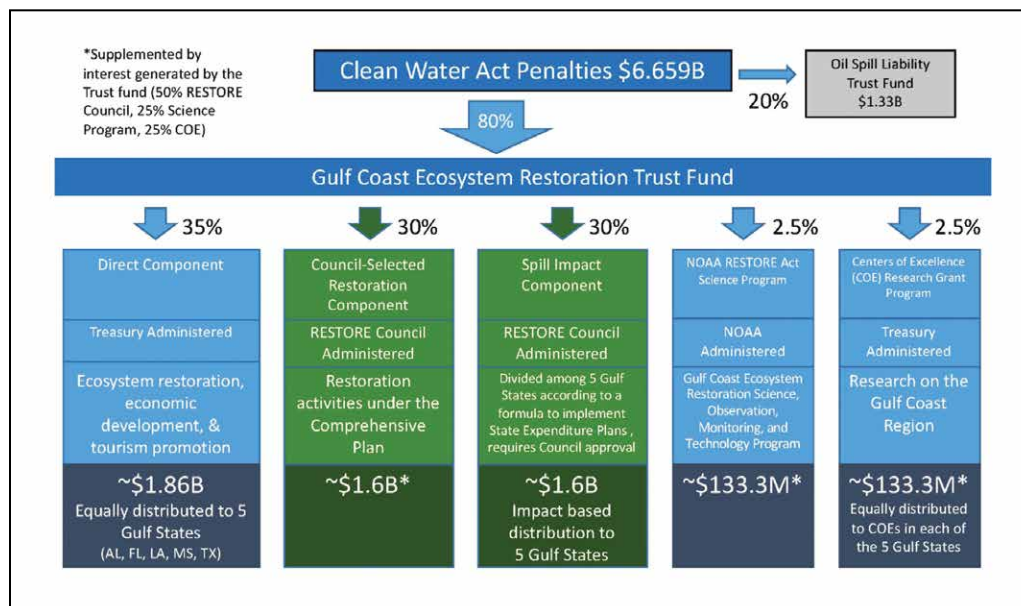 *Supplemented by
interest generated by the
Trust fund (50% RESTORE
Council, 25% Science
Program, 25% COE)
Clean Water Act Penalties $6.659B
20%
Oil Spill Liability
Trust Fund
$1.33B
80%
Gulf Coast Ecosystem Restoration Trust Fund
35%
30%
30%
2.5%
2.5%
Direct Component
Treasury Administered
Ecosystem restoration,
economic
development, &
tourism promotion
~$1.86B
Equally distributed to 5
Gulf States
(AL, FL, LA, MS, TX)
Council-Selected
Restoration
Component
RESTORE Council
Administered
Restoration
activities under the
Comprehensive
Plan
~$1.6B*
Spill Impact
Component
RESTORE Council
Administered
Divided among 5 Gulf
States according to a
formula to implement
State Expenditure Plans ,
requires Council approval
~$1.6B
Impact based
distribution to
5 Gulf States
NOAA RESTORE Act
Science Program
NOAA
Administered
Gulf Coast Ecosystem
Restoration Science,
Observation,
Monitoring, and
Technology Program
~$133.3M*
Centers of Excellence
(COE) Research Grant
Program
Treasury
Administered
Research on the
Gulf Coast
Region
~$133.3M*
Equally distributed
to COEs in each of
the 5 Gulf States